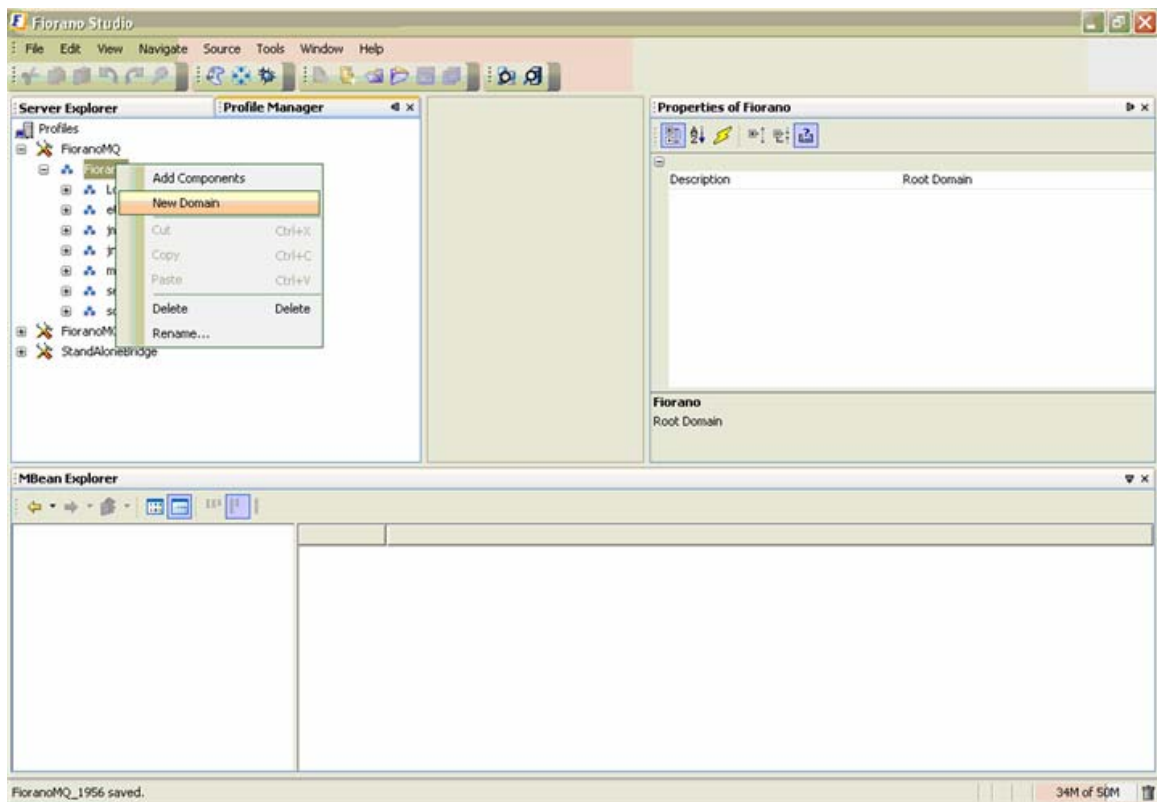 Fiorano Studio
File Edit View Navigate Source Tools Window Help
Server Explorer
Profile Manager
Properties of Fiorano
Profiles
FioranoMQ
Add Components
New Domain
Cut Ctrl+X
Copy Ctrl+C
Paste Ctrl+V
Delete Delete
Rename...
StandAloneBridge
Description Root Domain
Fiorano
Root Domain
MBean Explorer
FioranoMQ_1956 saved.
34M of 50M